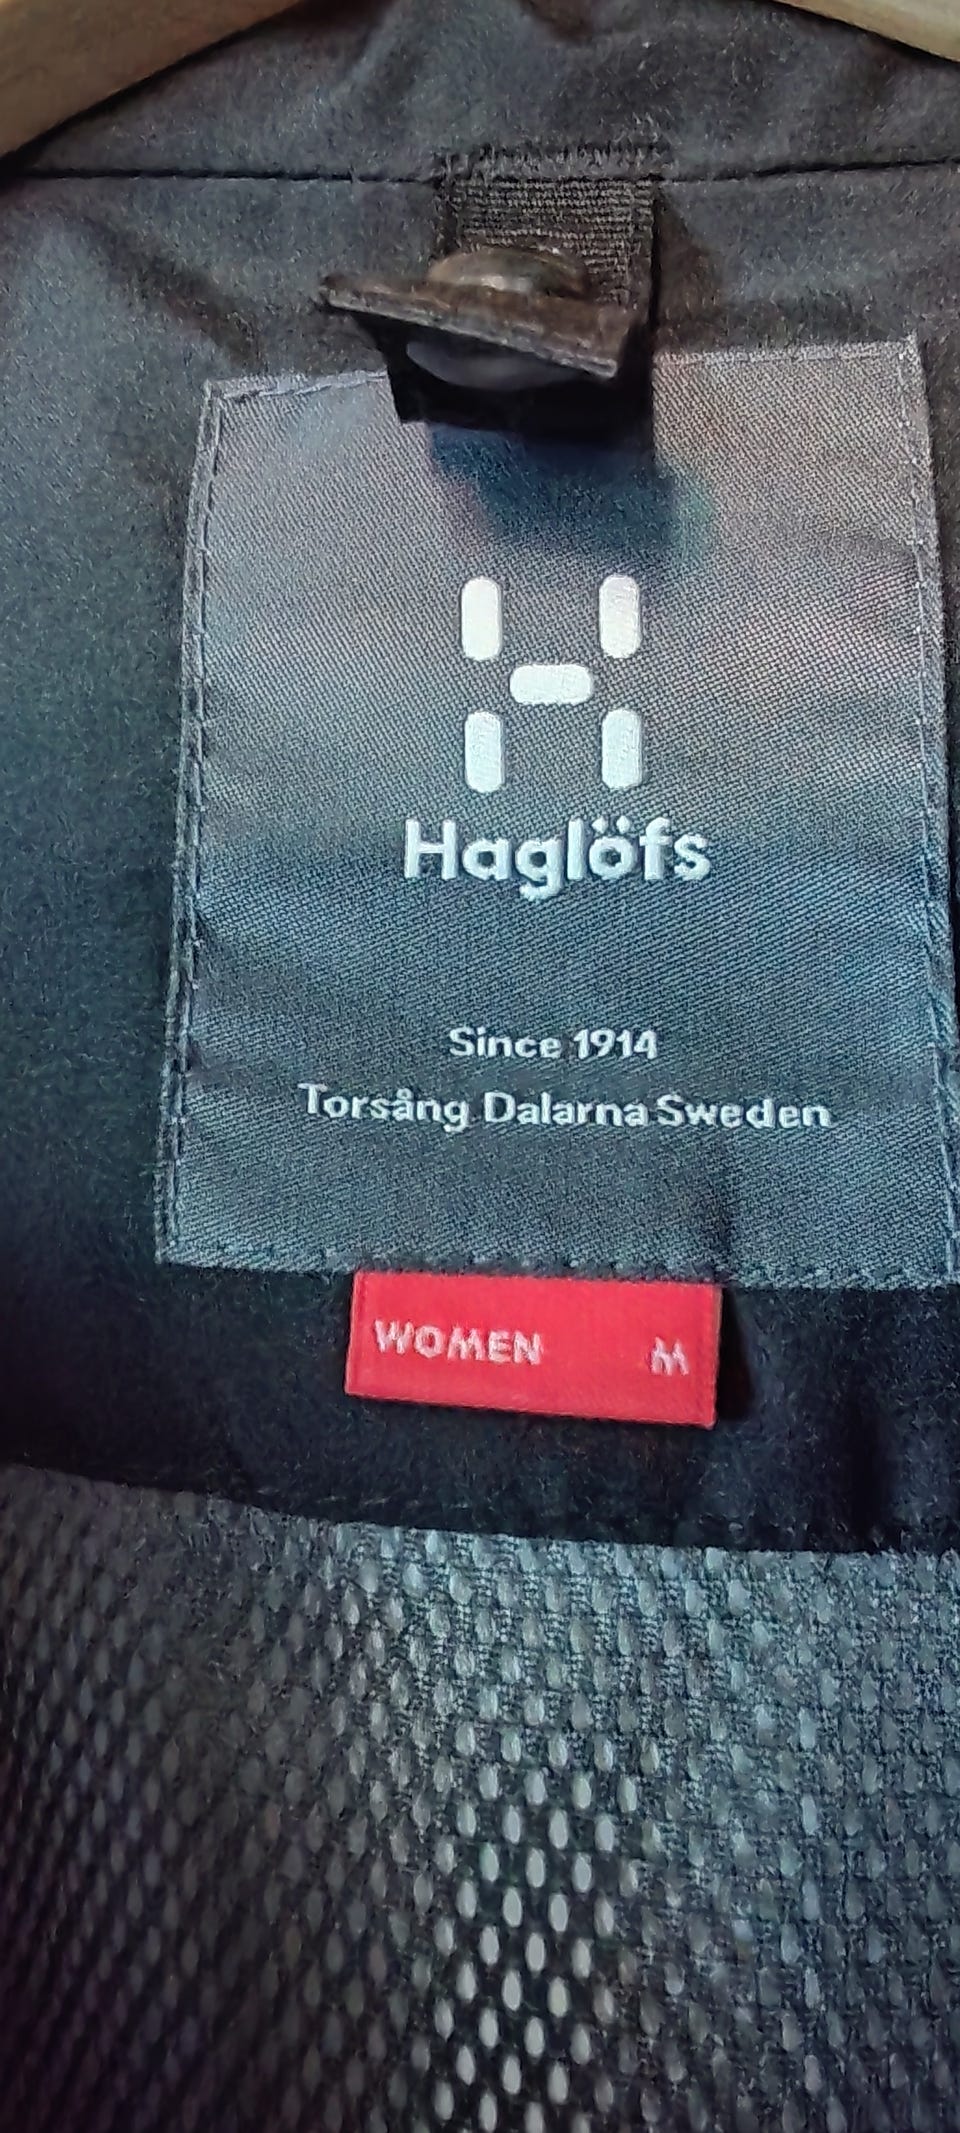 Haglöfs
Since 1914
Torsång Dalarna Sweden
WOMEN M